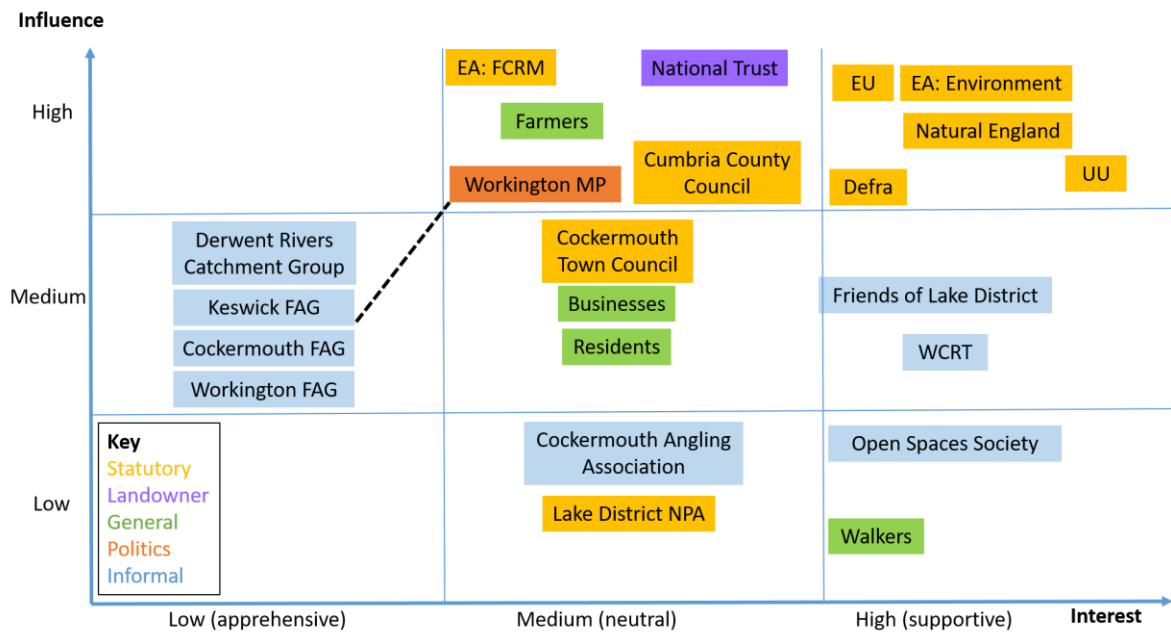 Influence
High
EA: FCRM
National Trust
EU
EA: Environment
Farmers
Natural England
Workington MP
Cumbria County
Council
Defra
UU
Medium
Derwent Rivers
Catchment Group
Keswick FAG
Cockermouth FAG
Workington FAG
Cockermouth
Town Council
Businesses
Residents
Friends of Lake District
WCRT
Low
Key
Statutory
Landowner
General
Politics
Informal
Cockermouth Angling
Association
Lake District NPA
Open Spaces Society
Walkers
Low (apprehensive)
Medium (neutral)
High (supportive)
Interest